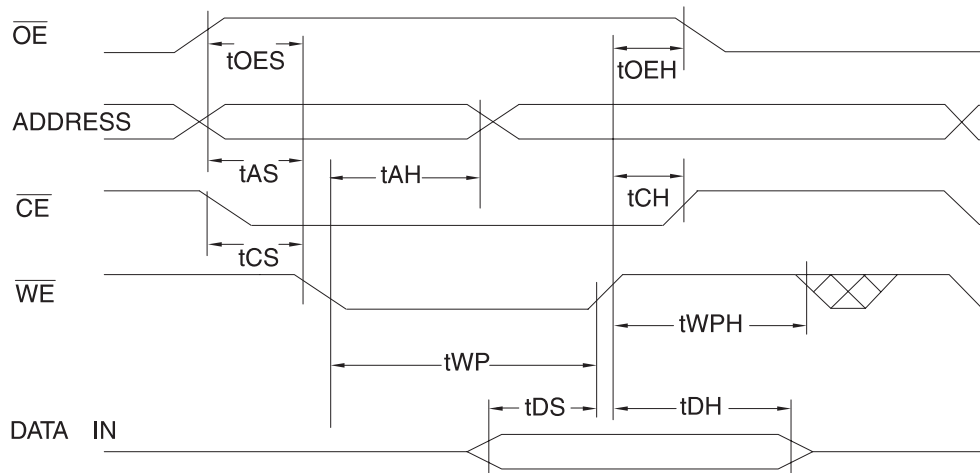 OE
tOES
tOEH
ADDRESS
tAS
tAH
CE
tCH
tCS
WE
tWPH
tWP
tDS
tDH
DATA IN